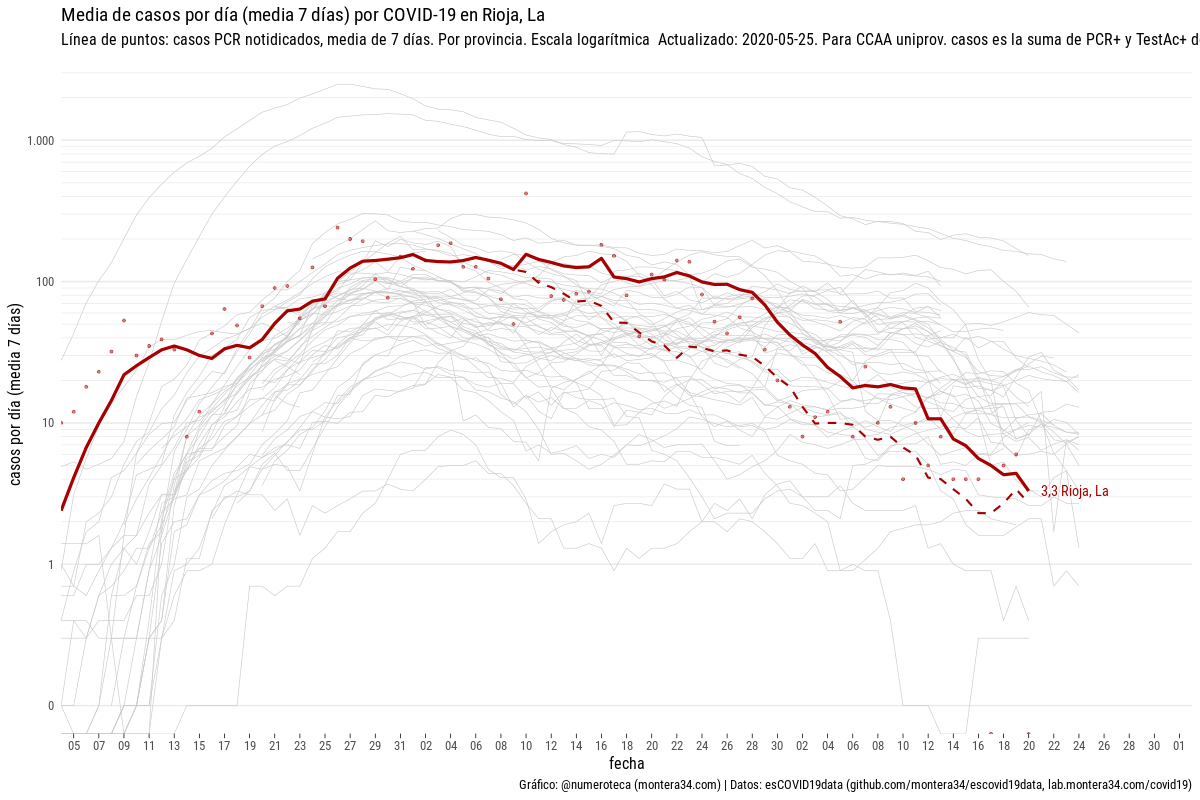 Media de casos por día (media 7 días) por COVID-19 en Rioja, La
Línea de puntos: casos PCR notidicados, media de 7 días. Por provincia. Escala logarítmica  Actualizado: 2020-05-25. Para CCAA uniprov. casos es la suma de PCR+ y TestAc+ d
casos por día (media 7 días)
1.000
100
10
1
0
3,3 Rioja, La
05 07 09 11 13 15 17 19 21 23 25 27 29 31 02 04 06 08 10 12 14 16 18 20 22 24 26 28 30 02 04 06 08 10 12 14 16 18 20 22 24 26 28 30 01
fecha
Gráfico: @numeroteca (montera34.com) | Datos: esCOVID19data (github.com/montera34/escovid19data, lab.montera34.com/covid19)